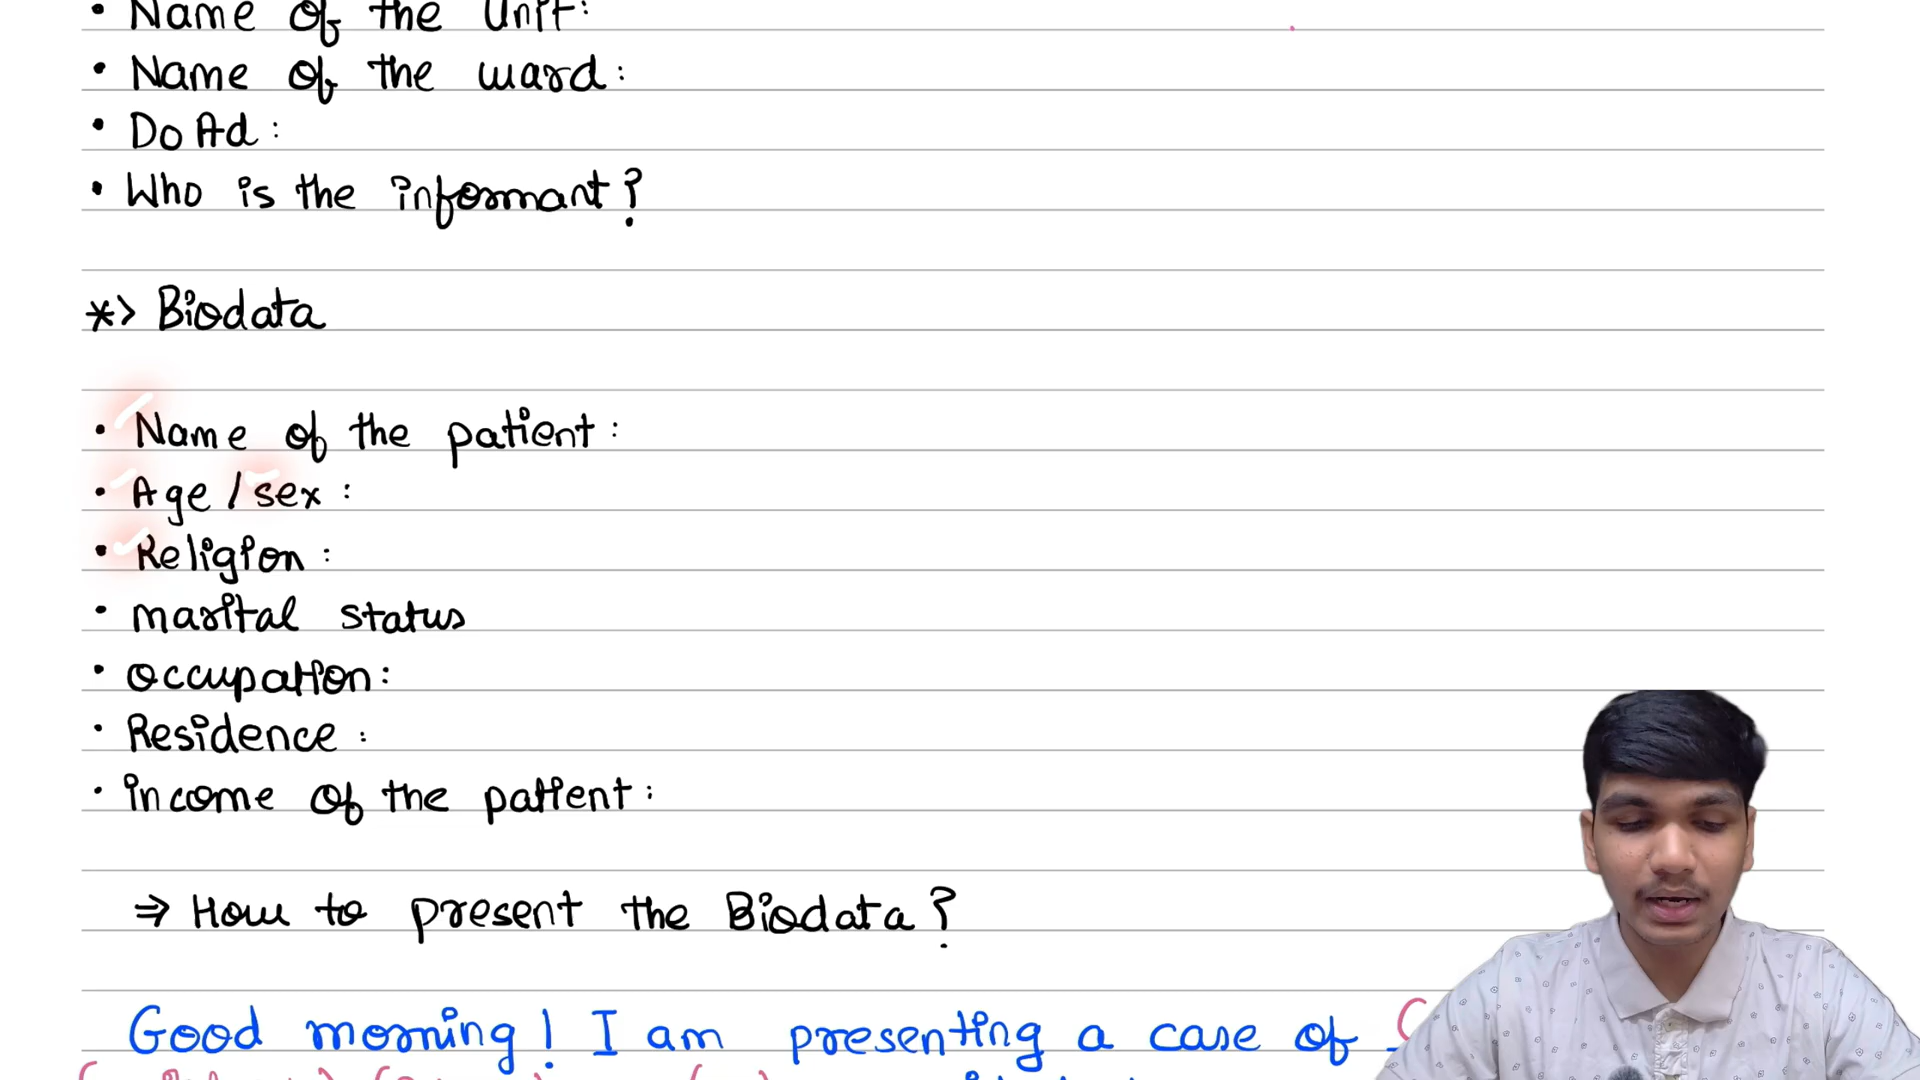 • Name of the Unit:
• Name of the ward:
• DoAd:
• Who is the informant?
*> Biodata
• Name of the patient:
• Age/sex:
• Religion:
• marital status
• occupation:
• Residence:
• income of the patient:
⇒ How to present the Biodata?
Good morning! I am presenting a case of